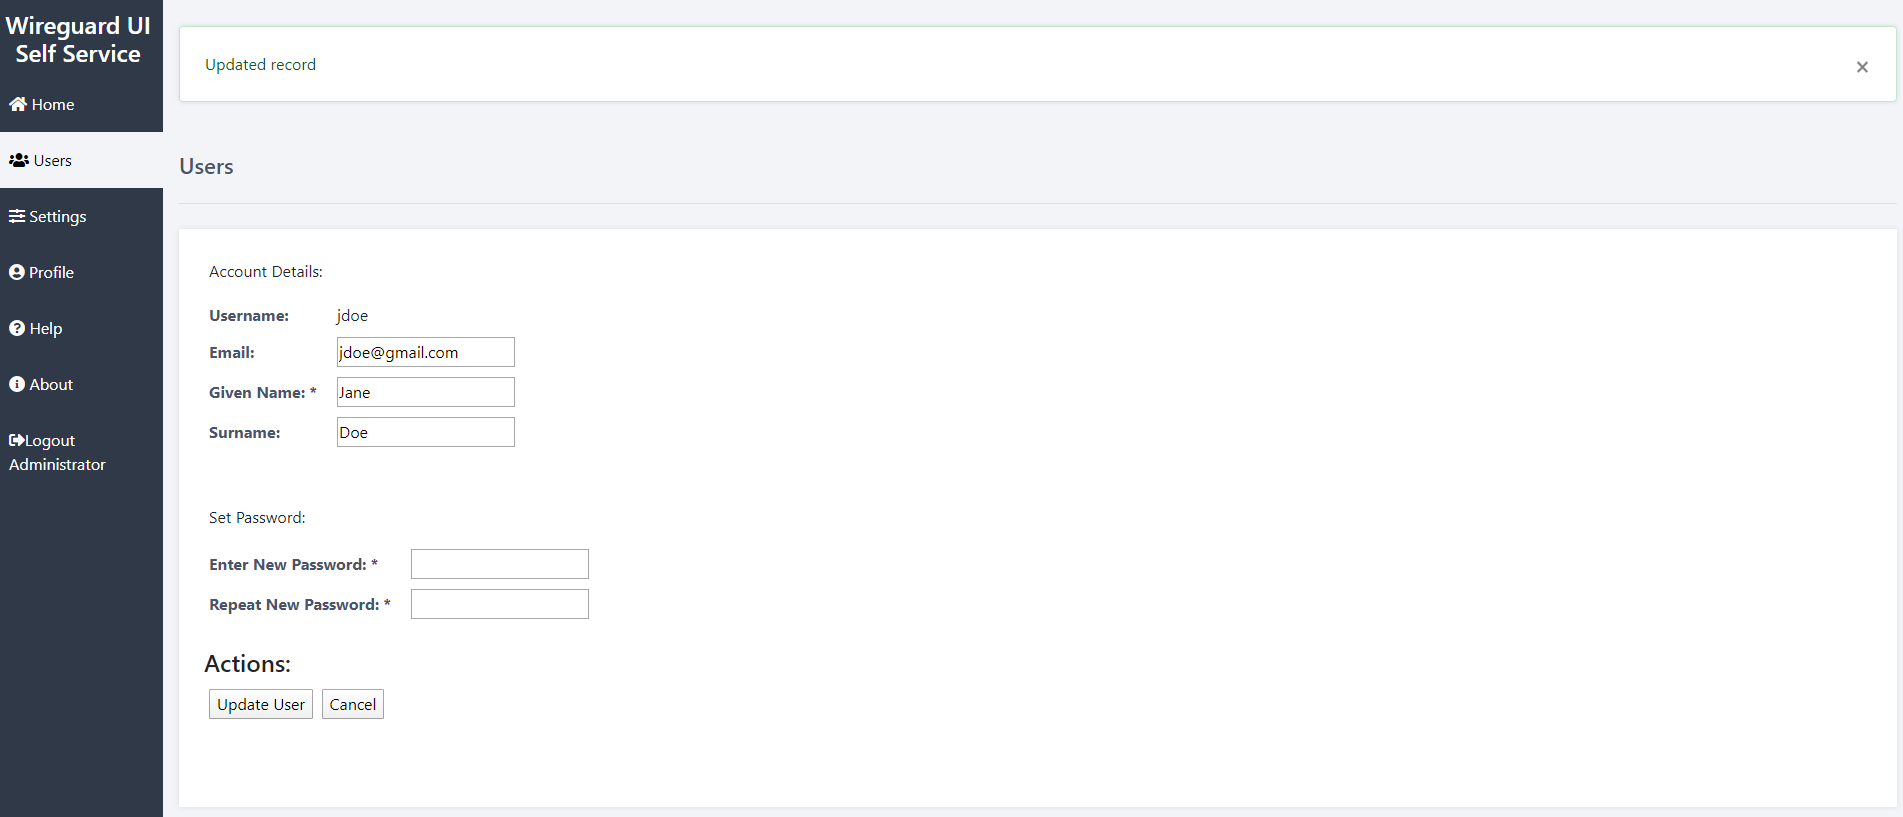 Wireguard UI
Self Service
Home
Users
Settings
Profile
Help
About
Logout
Administrator
Updated record
×
Users
Account Details:
Username: jdoe
Email: jdoe@gmail.com
Given Name: * Jane
Surname: Doe
Set Password:
Enter New Password: *
Repeat New Password: *
Actions:
Update User Cancel